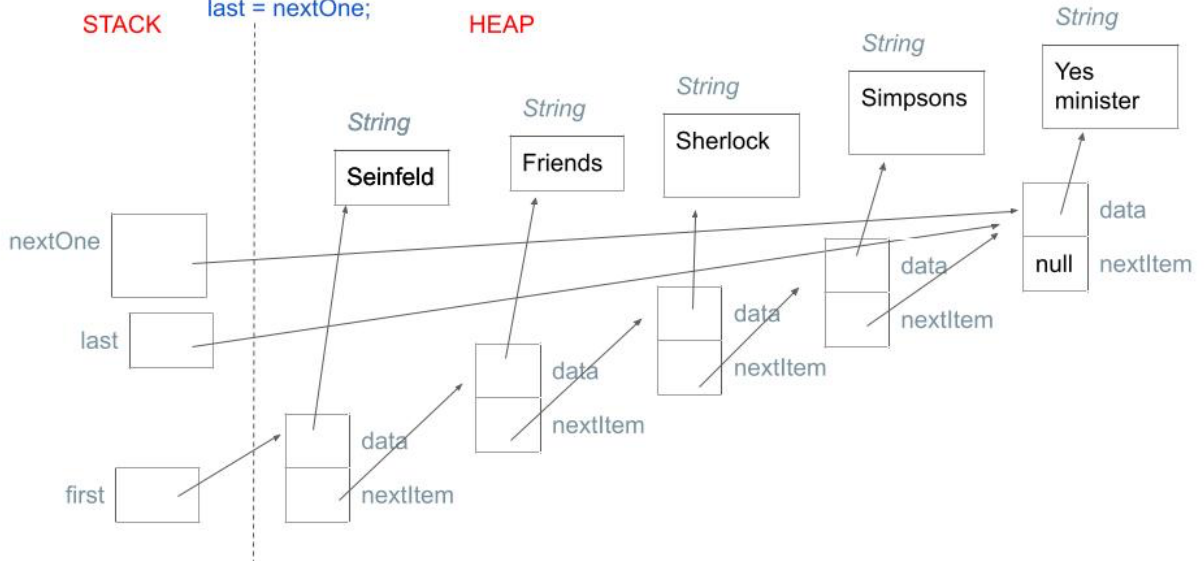 last = nextOne;
STACK
HEAP
String
Yes
minister
String
Simpsons
String
Sherlock
String
Friends
String
Seinfeld
nextOne
data
null
nextItem
data
nextItem
last
data
nextItem
data
nextItem
data
nextItem
first